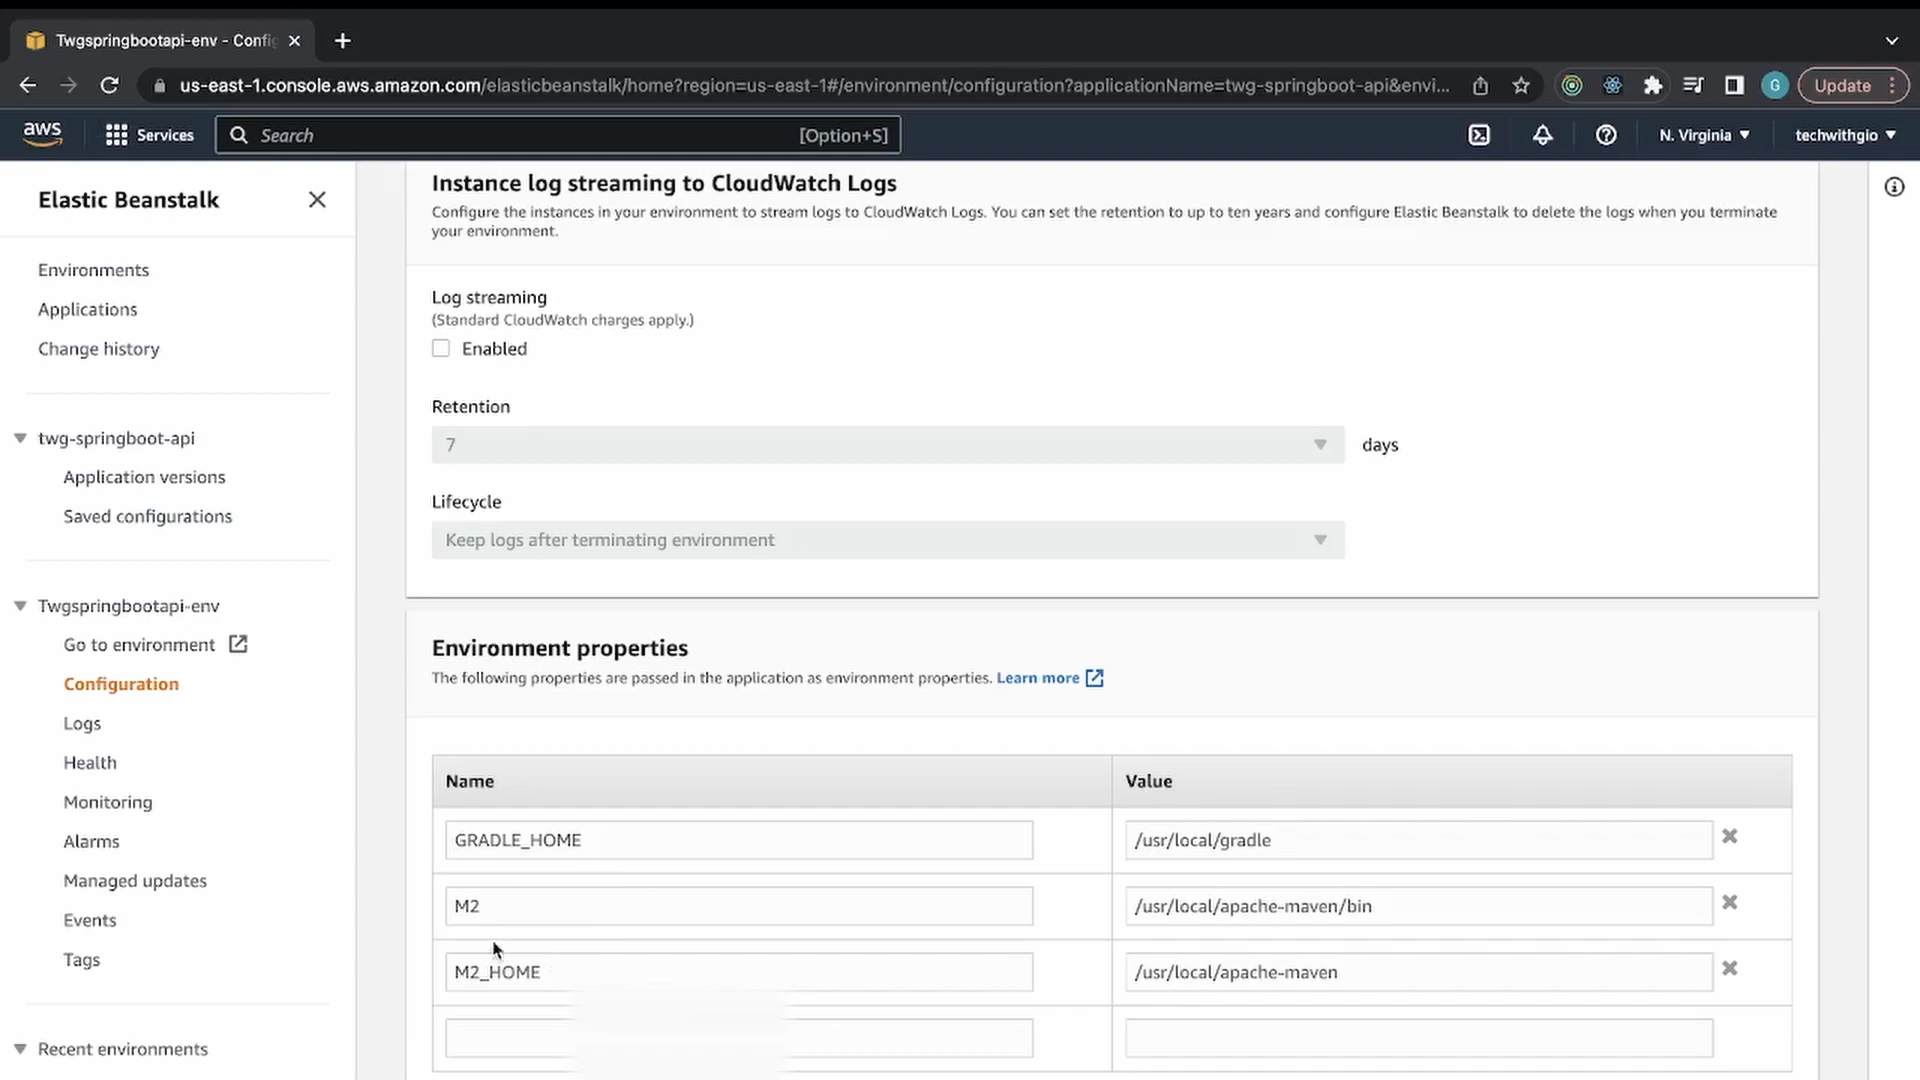 Twgspringbootapi-env - Config
us-east-1.console.aws.amazon.com/elasticbeanstalk/home?region=us-east-1#/environment/configuration?applicationName=twg-springboot-api&envi...
G
Update
aws
Services
Search
[Option+S]
N. Virginia
techwithgio
Elastic Beanstalk
Environments
Applications
Change history
twg-springboot-api
Application versions
Saved configurations
Twgspringbootapi-env
Go to environment
Configuration
Logs
Health
Monitoring
Alarms
Managed updates
Events
Tags
Recent environments
Instance log streaming to CloudWatch Logs
Configure the instances in your environment to stream logs to CloudWatch Logs. You can set the retention to up to ten years and configure Elastic Beanstalk to delete the logs when you terminate
your environment.
Log streaming
(Standard CloudWatch charges apply.)
Enabled
Retention
7
days
Lifecycle
Keep logs after terminating environment
Environment properties
The following properties are passed in the application as environment properties. Learn more
Name Value
GRADLE_HOME /usr/local/gradle
M2 /usr/local/apache-maven/bin
M2_HOME /usr/local/apache-maven